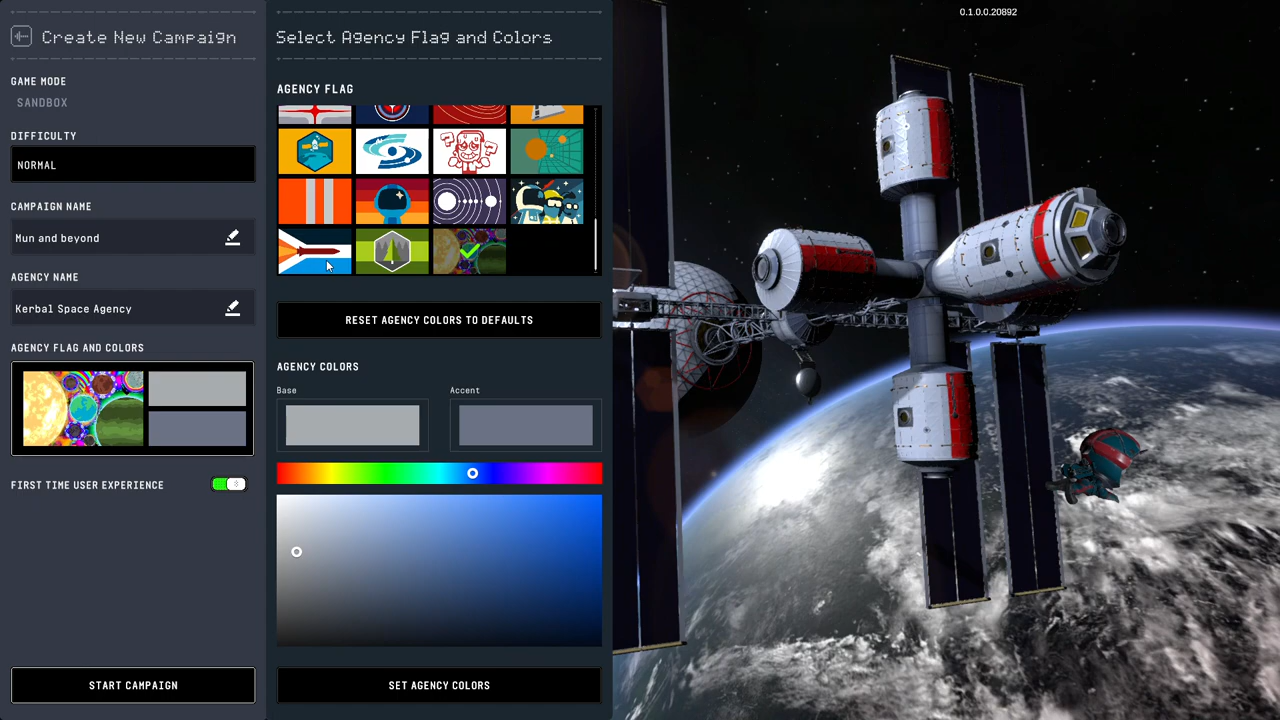 0.1.0.0.20892
Create New Campaign
GAME MODE
SANDBOX
DIFFICULTY
NORMAL
CAMPAIGN NAME
Mun and beyond
AGENCY NAME
Kerbal Space Agency
AGENCY FLAG AND COLORS
FIRST TIME USER EXPERIENCE
START CAMPAIGN
Select Agency Flag and Colors
AGENCY FLAG
RESET AGENCY COLORS TO DEFAULTS
AGENCY COLORS
Base
Accent
SET AGENCY COLORS